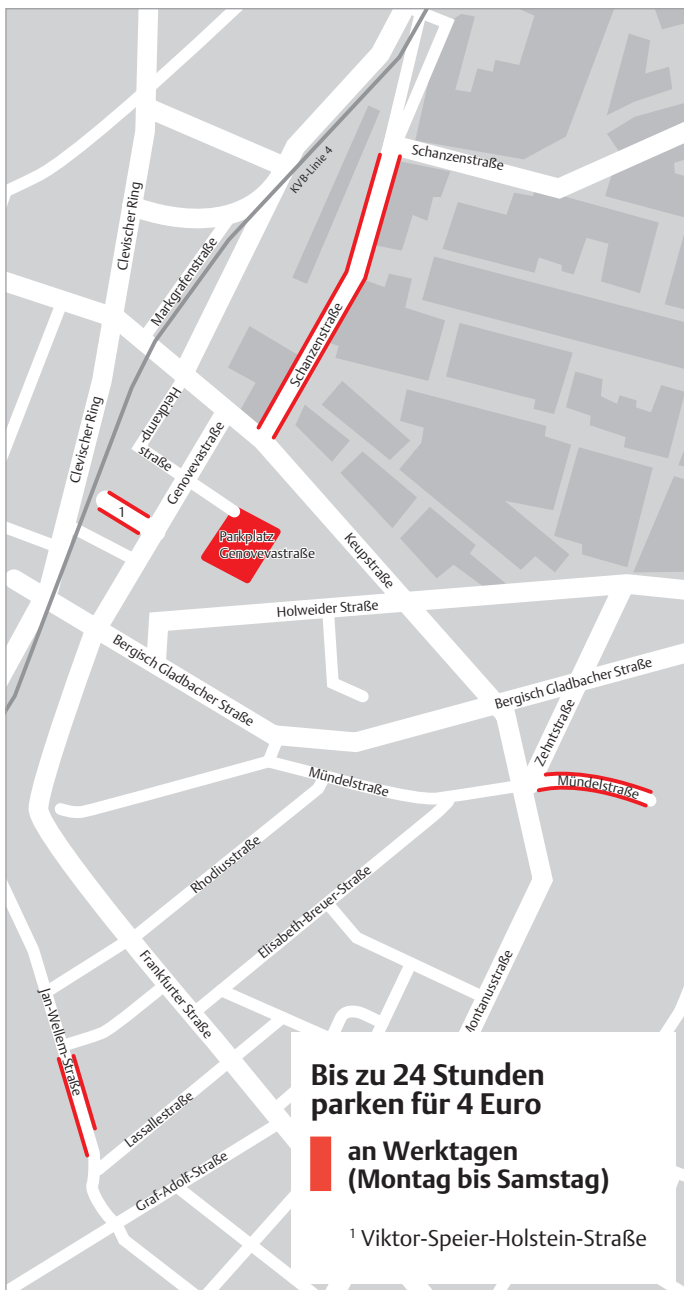 Schanzenstraße
KVB-Linie 4
Clevischer Ring
Markgrafenstraße
Schanzenstraße
Heidkamp-
straße
Clevischer Ring
Genovevastraße
1
Parkplatz
Genovevastraße
Keupstraße
Holweider Straße
Bergisch Gladbacher Straße
Bergisch Gladbacher Straße
Zehntstraße
Mündelstraße
Mündelstraße
Rhodiusstraße
Elisabeth-Breuer-Straße
Frankfurter Straße
Jan-Wellem-Straße
Montanusstraße
Lassallestraße
Graf-Adolf-Straße
Bis zu 24 Stunden
parken für 4 Euro
an Werktagen
(Montag bis Samstag)
¹ Viktor-Speier-Holstein-Straße